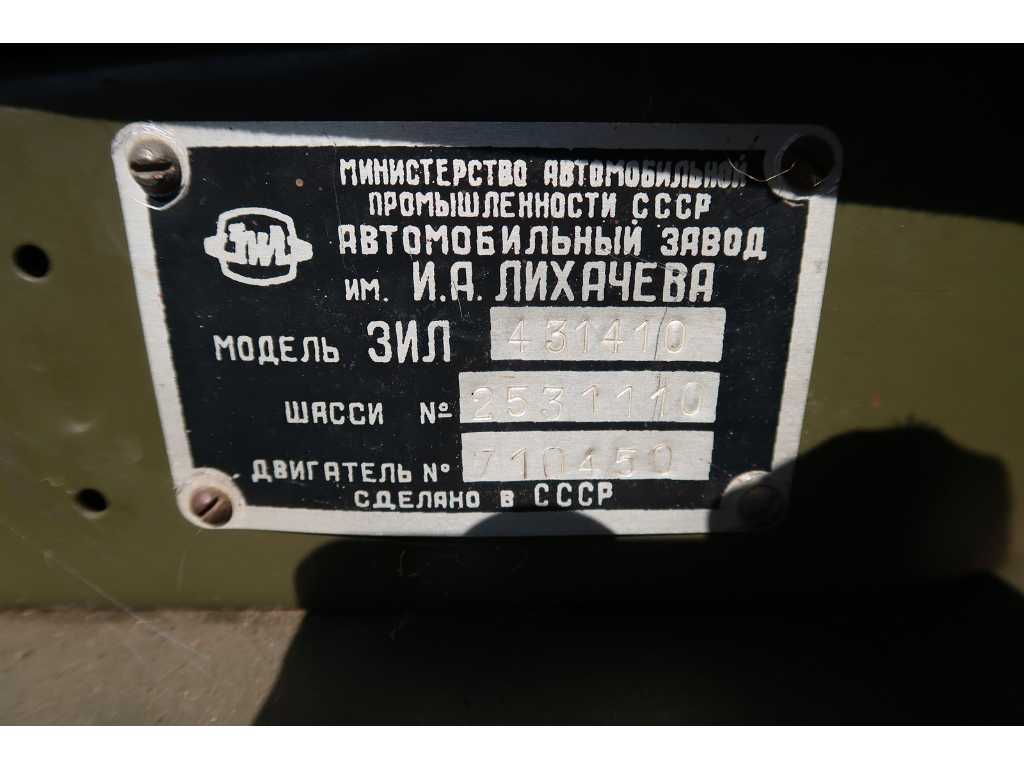 МИНИСТЕРСТВО АВТОМОБИЛЬНОЙ
ПРОМЫШЛЕННОСТИ СССР
ЗИЛ
АВТОМОБИЛЬНЫЙ ЗАВОД
ИМ. И.А. ЛИХАЧЕВА
МОДЕЛЬ ЗИЛ 431410
ШАССИ № 2531110
ДВИГАТЕЛЬ № 710450
СДЕЛАНО В СССР